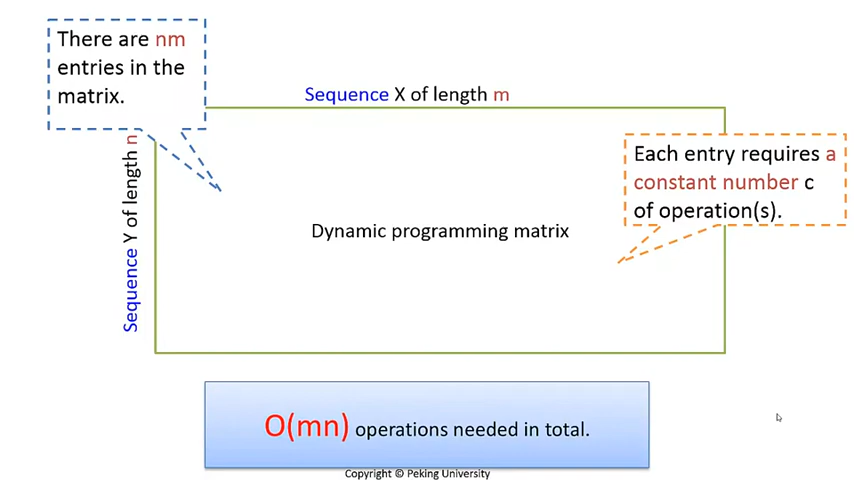 There are nm
entries in the
matrix.
Sequence X of length m
Sequence Y of length n
Each entry requires a
constant number c
of operation(s).
Dynamic programming matrix
O(mn) operations needed in total.
Copyright © Peking University